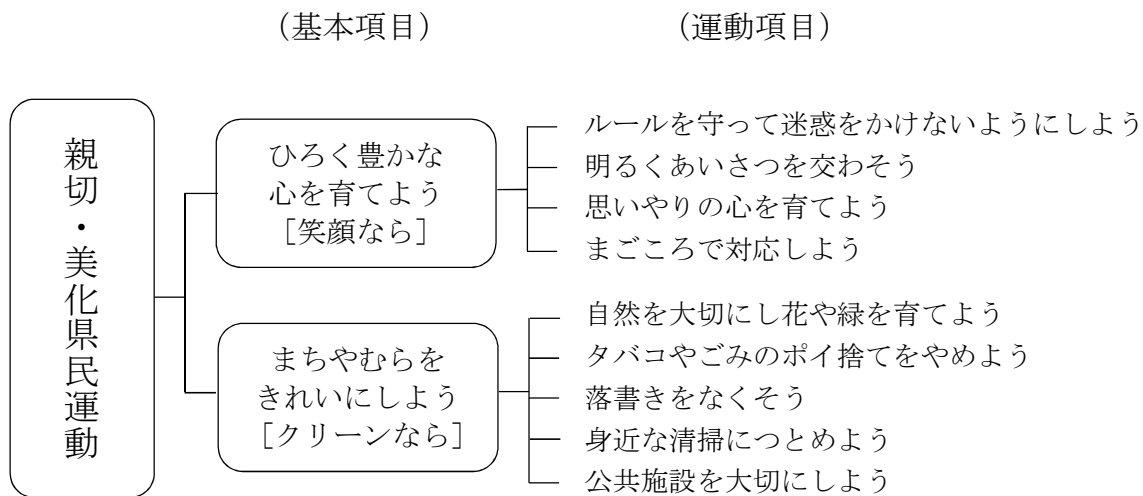 （基本項目）
（運動項目）
親切・美化県民運動
ひろく豊かな
心を育てよう
［笑顔なら］
ルールを守って迷惑をかけないようにしよう
明るくあいさつを交わそう
思いやりの心を育てよう
まごころで対応しよう
まちやむらを
きれいにしよう
［クリーンなら］
自然を大切にし花や緑を育てよう
タバコやごみのポイ捨てをやめよう
落書きをなくそう
身近な清掃につとめよう
公共施設を大切にしよう